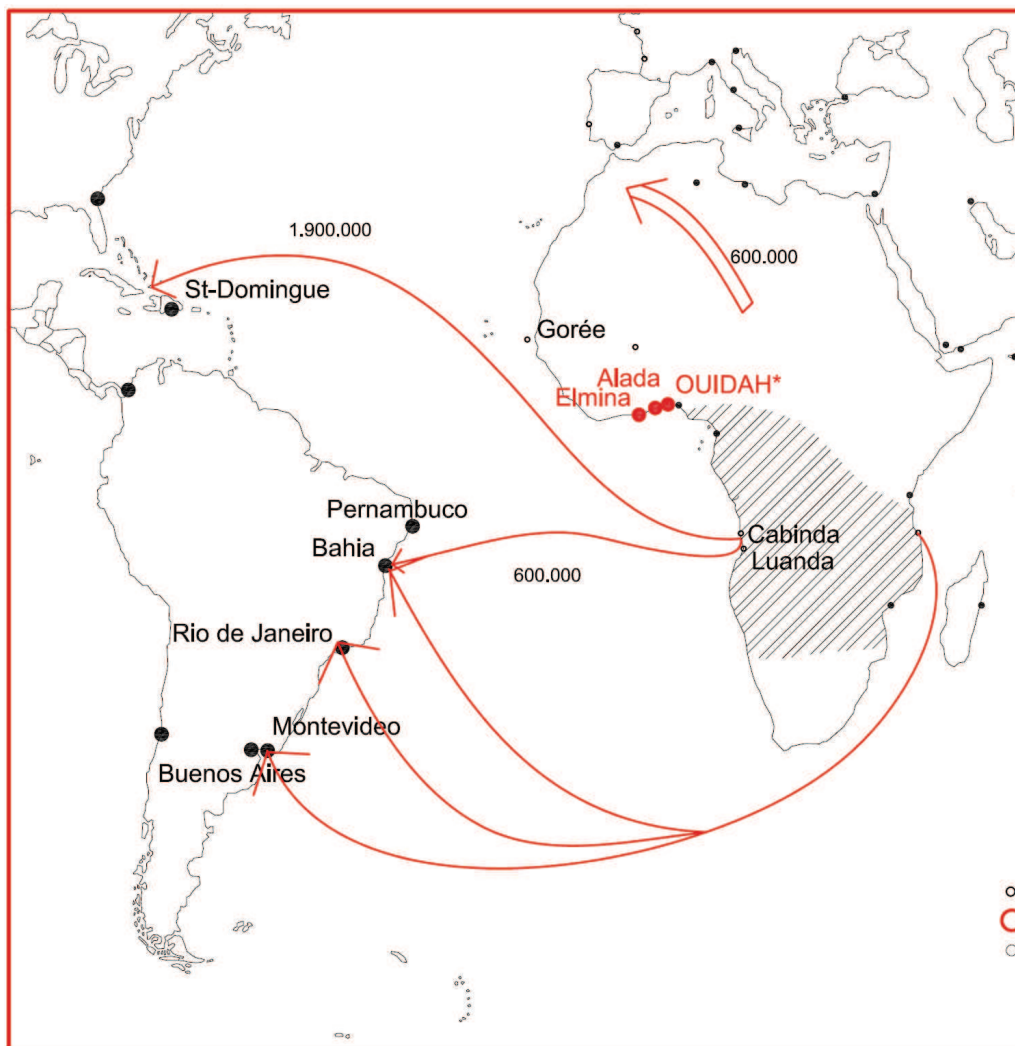 1.900.000
600.000
St-Domingue
Gorée
Alada
OUIDAH*
Elmina
Pernambuco
Cabinda
Bahia
Luanda
600.000
Rio de Janeiro
Montevideo
Buenos Aires